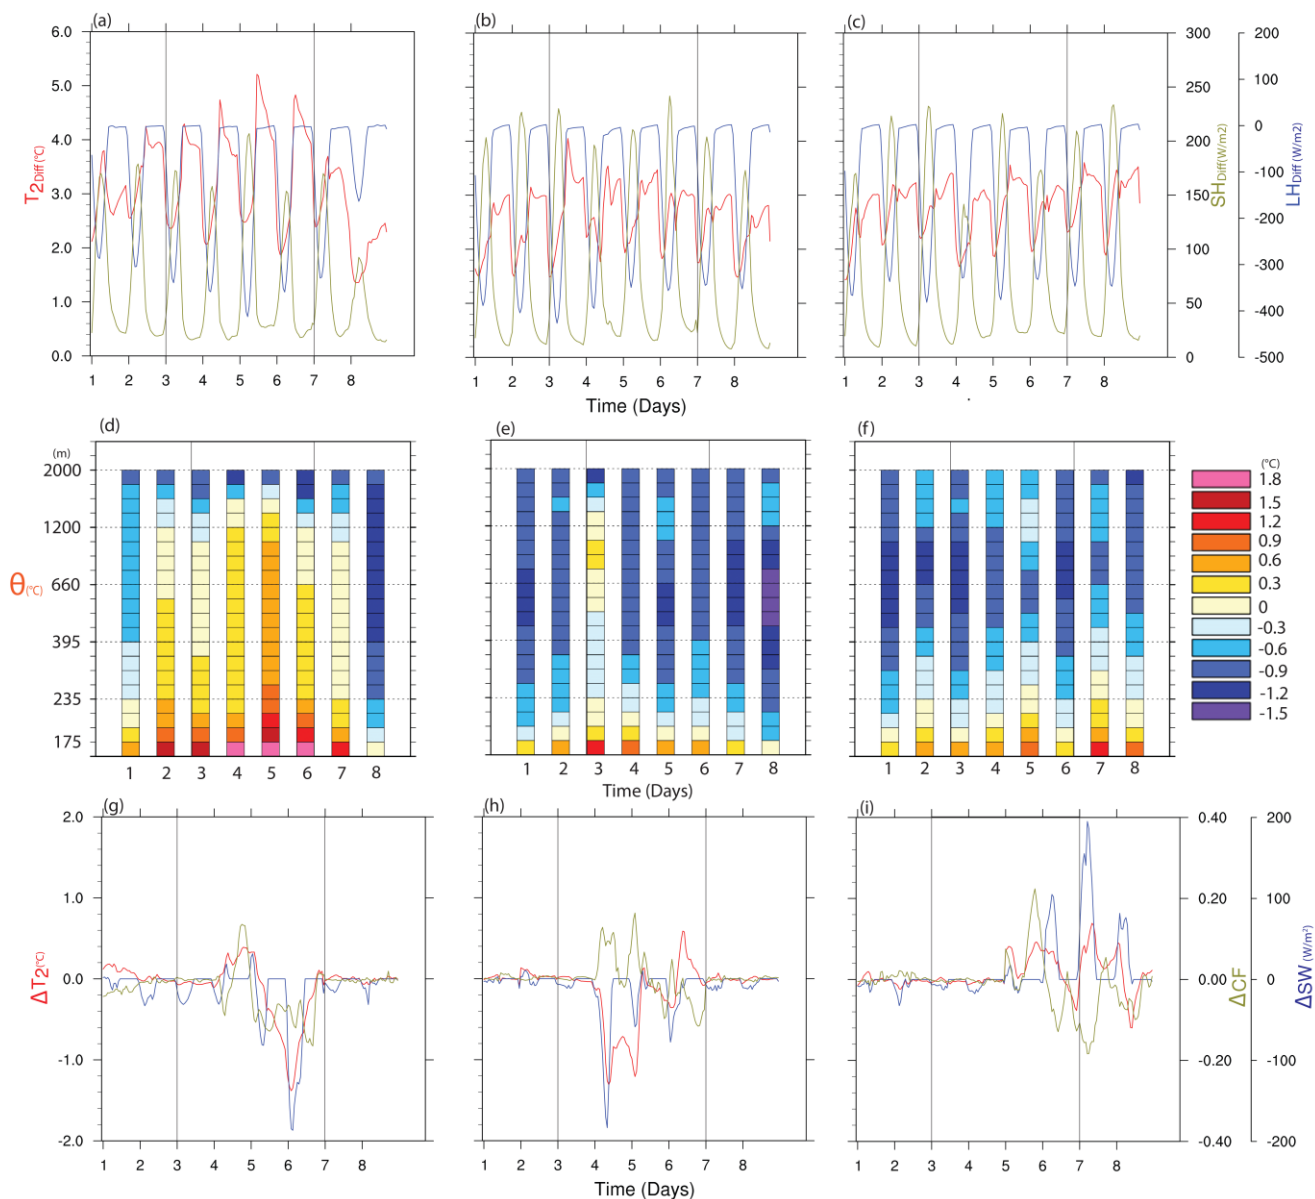 (a) (b) (c)
6.0 5.0 4.0 3.0 2.0 1.0 0.0
T2Diff (°C)
300 250 200 150 100 50 0
SHDiff(W/m2)
200 100 0 -100 -200 -300 -400 -500
LHDiff (W/m2)
1 2 3 4 5 6 7 8
1 2 3 4 5 6 7 8
1 2 3 4 5 6 7 8
Time (Days)
(d) (e) (f)
(m)
2000 1200 660 395 235 175
θ(°C)
(°C)
1.8
1.5
1.2
0.9
0.6
0.3
0
-0.3
-0.6
-0.9
-1.2
-1.5
1 2 3 4 5 6 7 8
1 2 3 4 5 6 7 8
1 2 3 4 5 6 7 8
Time (Days)
(g) (h) (i)
2.0 1.0 0.0 -1.0 -2.0
ΔT2(°C)
0.40 0.20 0.00 -0.20 -0.40
ΔCF
200 100 0 -100 -200
ΔSW (W/m²)
1 2 3 4 5 6 7 8
1 2 3 4 5 6 7 8
1 2 3 4 5 6 7 8
Time (Days)